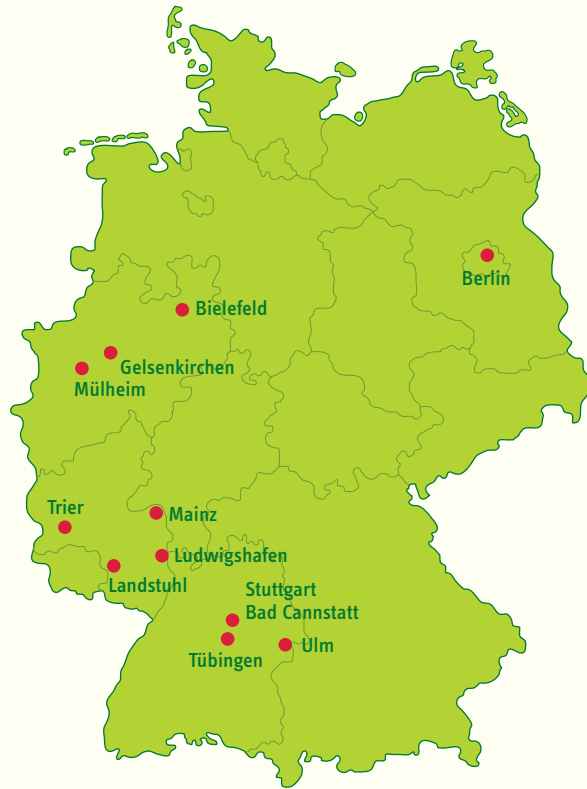 Berlin
Bielefeld
Gelsenkirchen
Mülheim
Trier
Mainz
Ludwigshafen
Landstuhl
Stuttgart
Bad Cannstatt
Tübingen
Ulm